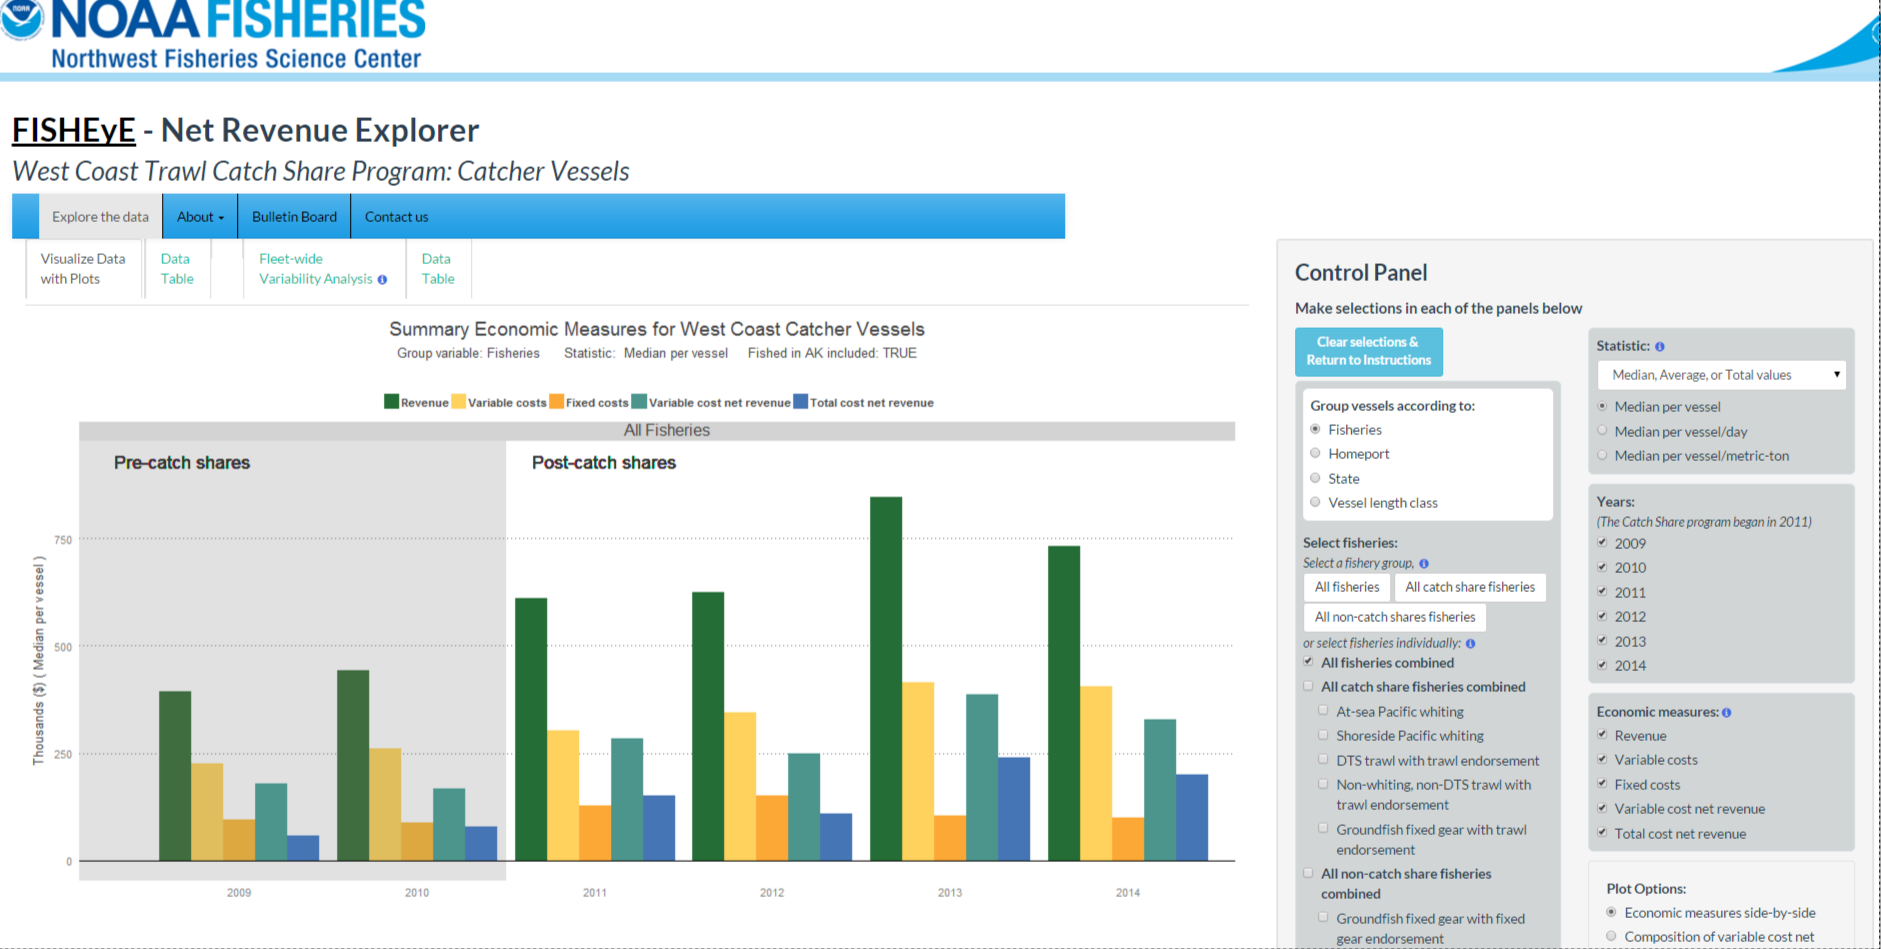 NOAA FISHERIES
Northwest Fisheries Science Center
FISHEyE - Net Revenue Explorer
West Coast Trawl Catch Share Program: Catcher Vessels
Explore the data
About
Bulletin Board
Contact us
Visualize Data
with Plots
Data
Table
Fleet-wide
Variability Analysis
Data
Table
Summary Economic Measures for West Coast Catcher Vessels
Group variable: Fisheries Statistic: Median per vessel Fished in AK included: TRUE
Revenue Variable costs Fixed costs Variable cost net revenue Total cost net revenue
All Fisheries
Pre-catch shares
Post-catch shares
Thousands ($) ( Median per vessel )
750
500
250
0
2009 2010 2011 2012 2013 2014
Control Panel
Make selections in each of the panels below
Clear selections &
Return to Instructions
Group vessels according to:
Fisheries
Homeport
State
Vessel length class
Select fisheries:
Select a fishery group,
All fisheries
All catch share fisheries
All non-catch shares fisheries
or select fisheries individually:
All fisheries combined
All catch share fisheries combined
At-sea Pacific whiting
Shoreside Pacific whiting
DTS trawl with trawl endorsement
Non-whiting, non-DTS trawl with
trawl endorsement
Groundfish fixed gear with trawl
endorsement
All non-catch share fisheries
combined
Groundfish fixed gear with fixed
gear endorsement
Statistic:
Median, Average, or Total values
Median per vessel
Median per vessel/day
Median per vessel/metric-ton
Years:
(The Catch Share program began in 2011)
2009
2010
2011
2012
2013
2014
Economic measures:
Revenue
Variable costs
Fixed costs
Variable cost net revenue
Total cost net revenue
Plot Options:
Economic measures side-by-side
Composition of variable cost net